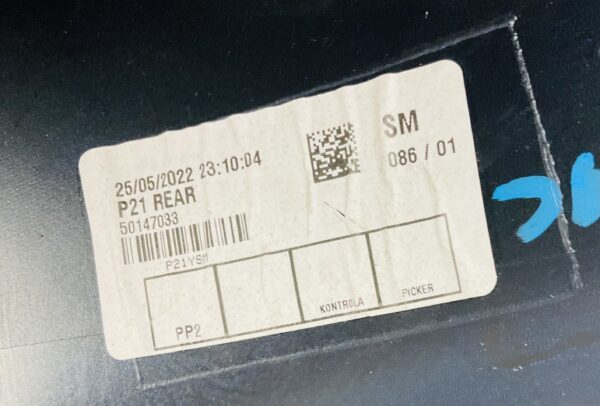 25/05/2022 23:10:04
P21 REAR
50147033
P21YSM
SM
086 / 01
PP2
KONTROLA
PICKER